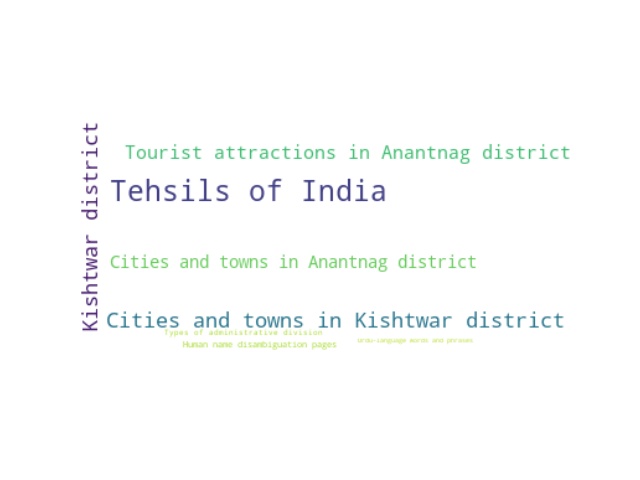 Kishtwar district
Tourist attractions in Anantnag district
Tehsils of India
Cities and towns in Anantnag district
Cities and towns in Kishtwar district
Types of administrative division
Human name disambiguation pages
Urdu-language words and phrases